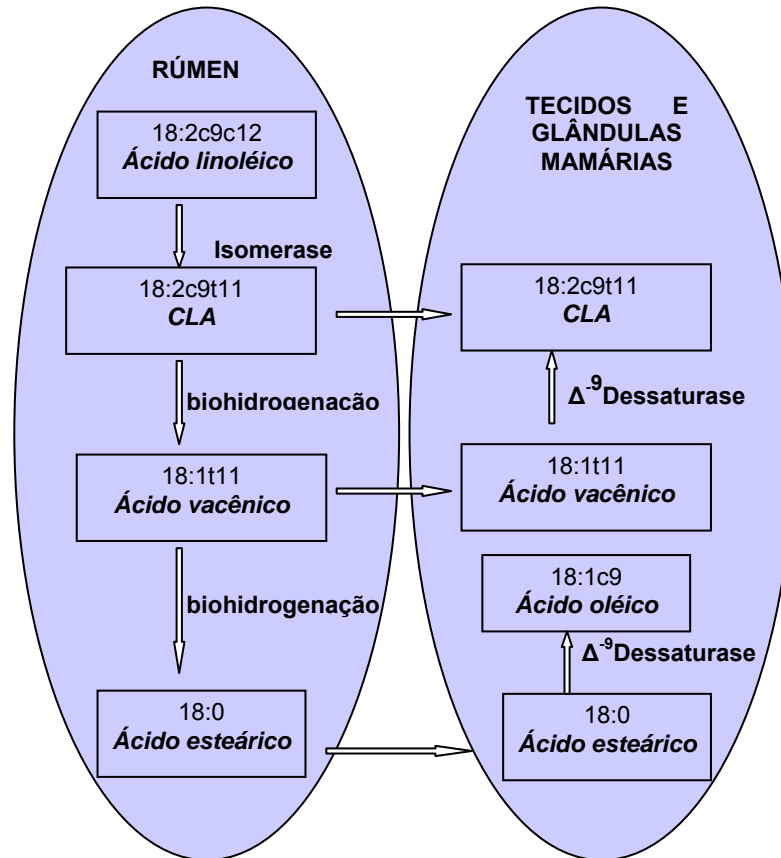 RÚMEN
18:2c9c12
Ácido linoléico
Isomerase
18:2c9t11
CLA
biohidrogenação
18:1t11
Ácido vacênico
biohidrogenação
18:0
Ácido esteárico
TECIDOS E
GLÂNDULAS
MAMÁRIAS
18:2c9t11
CLA
Δ⁻⁹Dessaturase
18:1t11
Ácido vacênico
18:1c9
Ácido oléico
Δ⁻⁹Dessaturase
18:0
Ácido esteárico